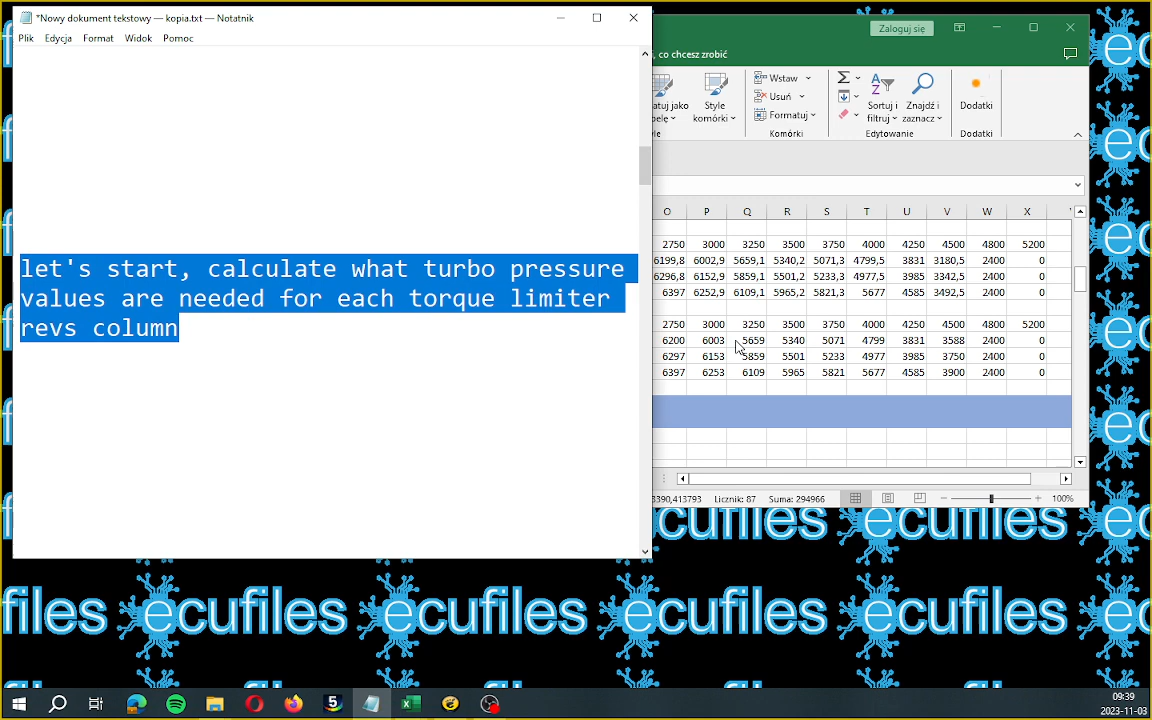 *Nowy dokument tekstowy — kopia.txt — Notatnik
Plik Edycja Format Widok Pomoc
let's start, calculate what turbo pressure
values are needed for each torque limiter
revs column
Zaloguj się
, co chcesz zrobić
atuj jako
elę
Style
komórki
Wstaw
Usuń
Formatuj
Komórki
Σ
Sortuj i
filtruj
Znajdź i
zaznacz
Edytowanie
Dodatki
Dodatki
O P Q R S T U V W X
2750 3000 3250 3500 3750 4000 4250 4500 4800 5200
6199,8 6002,9 5659,1 5340,2 5071,3 4799,5 3831 3180,5 2400 0
6296,8 6152,9 5859,1 5501,2 5233,3 4977,5 3985 3342,5 2400 0
6397 6252,9 6109,1 5965,2 5821,3 5677 4585 3492,5 2400 0
2750 3000 3250 3500 3750 4000 4250 4500 4800 5200
6200 6003 5659 5340 5071 4799 3831 3588 2400 0
6297 6153 5859 5501 5233 4977 3985 3750 2400 0
6397 6253 6109 5965 5821 5677 4585 3900 2400 0
3390,413793 Licznik: 87 Suma: 294966 100%
ecufiles ecufiles
files ecufiles ecufiles ecufiles ec
09:39
2023-11-03